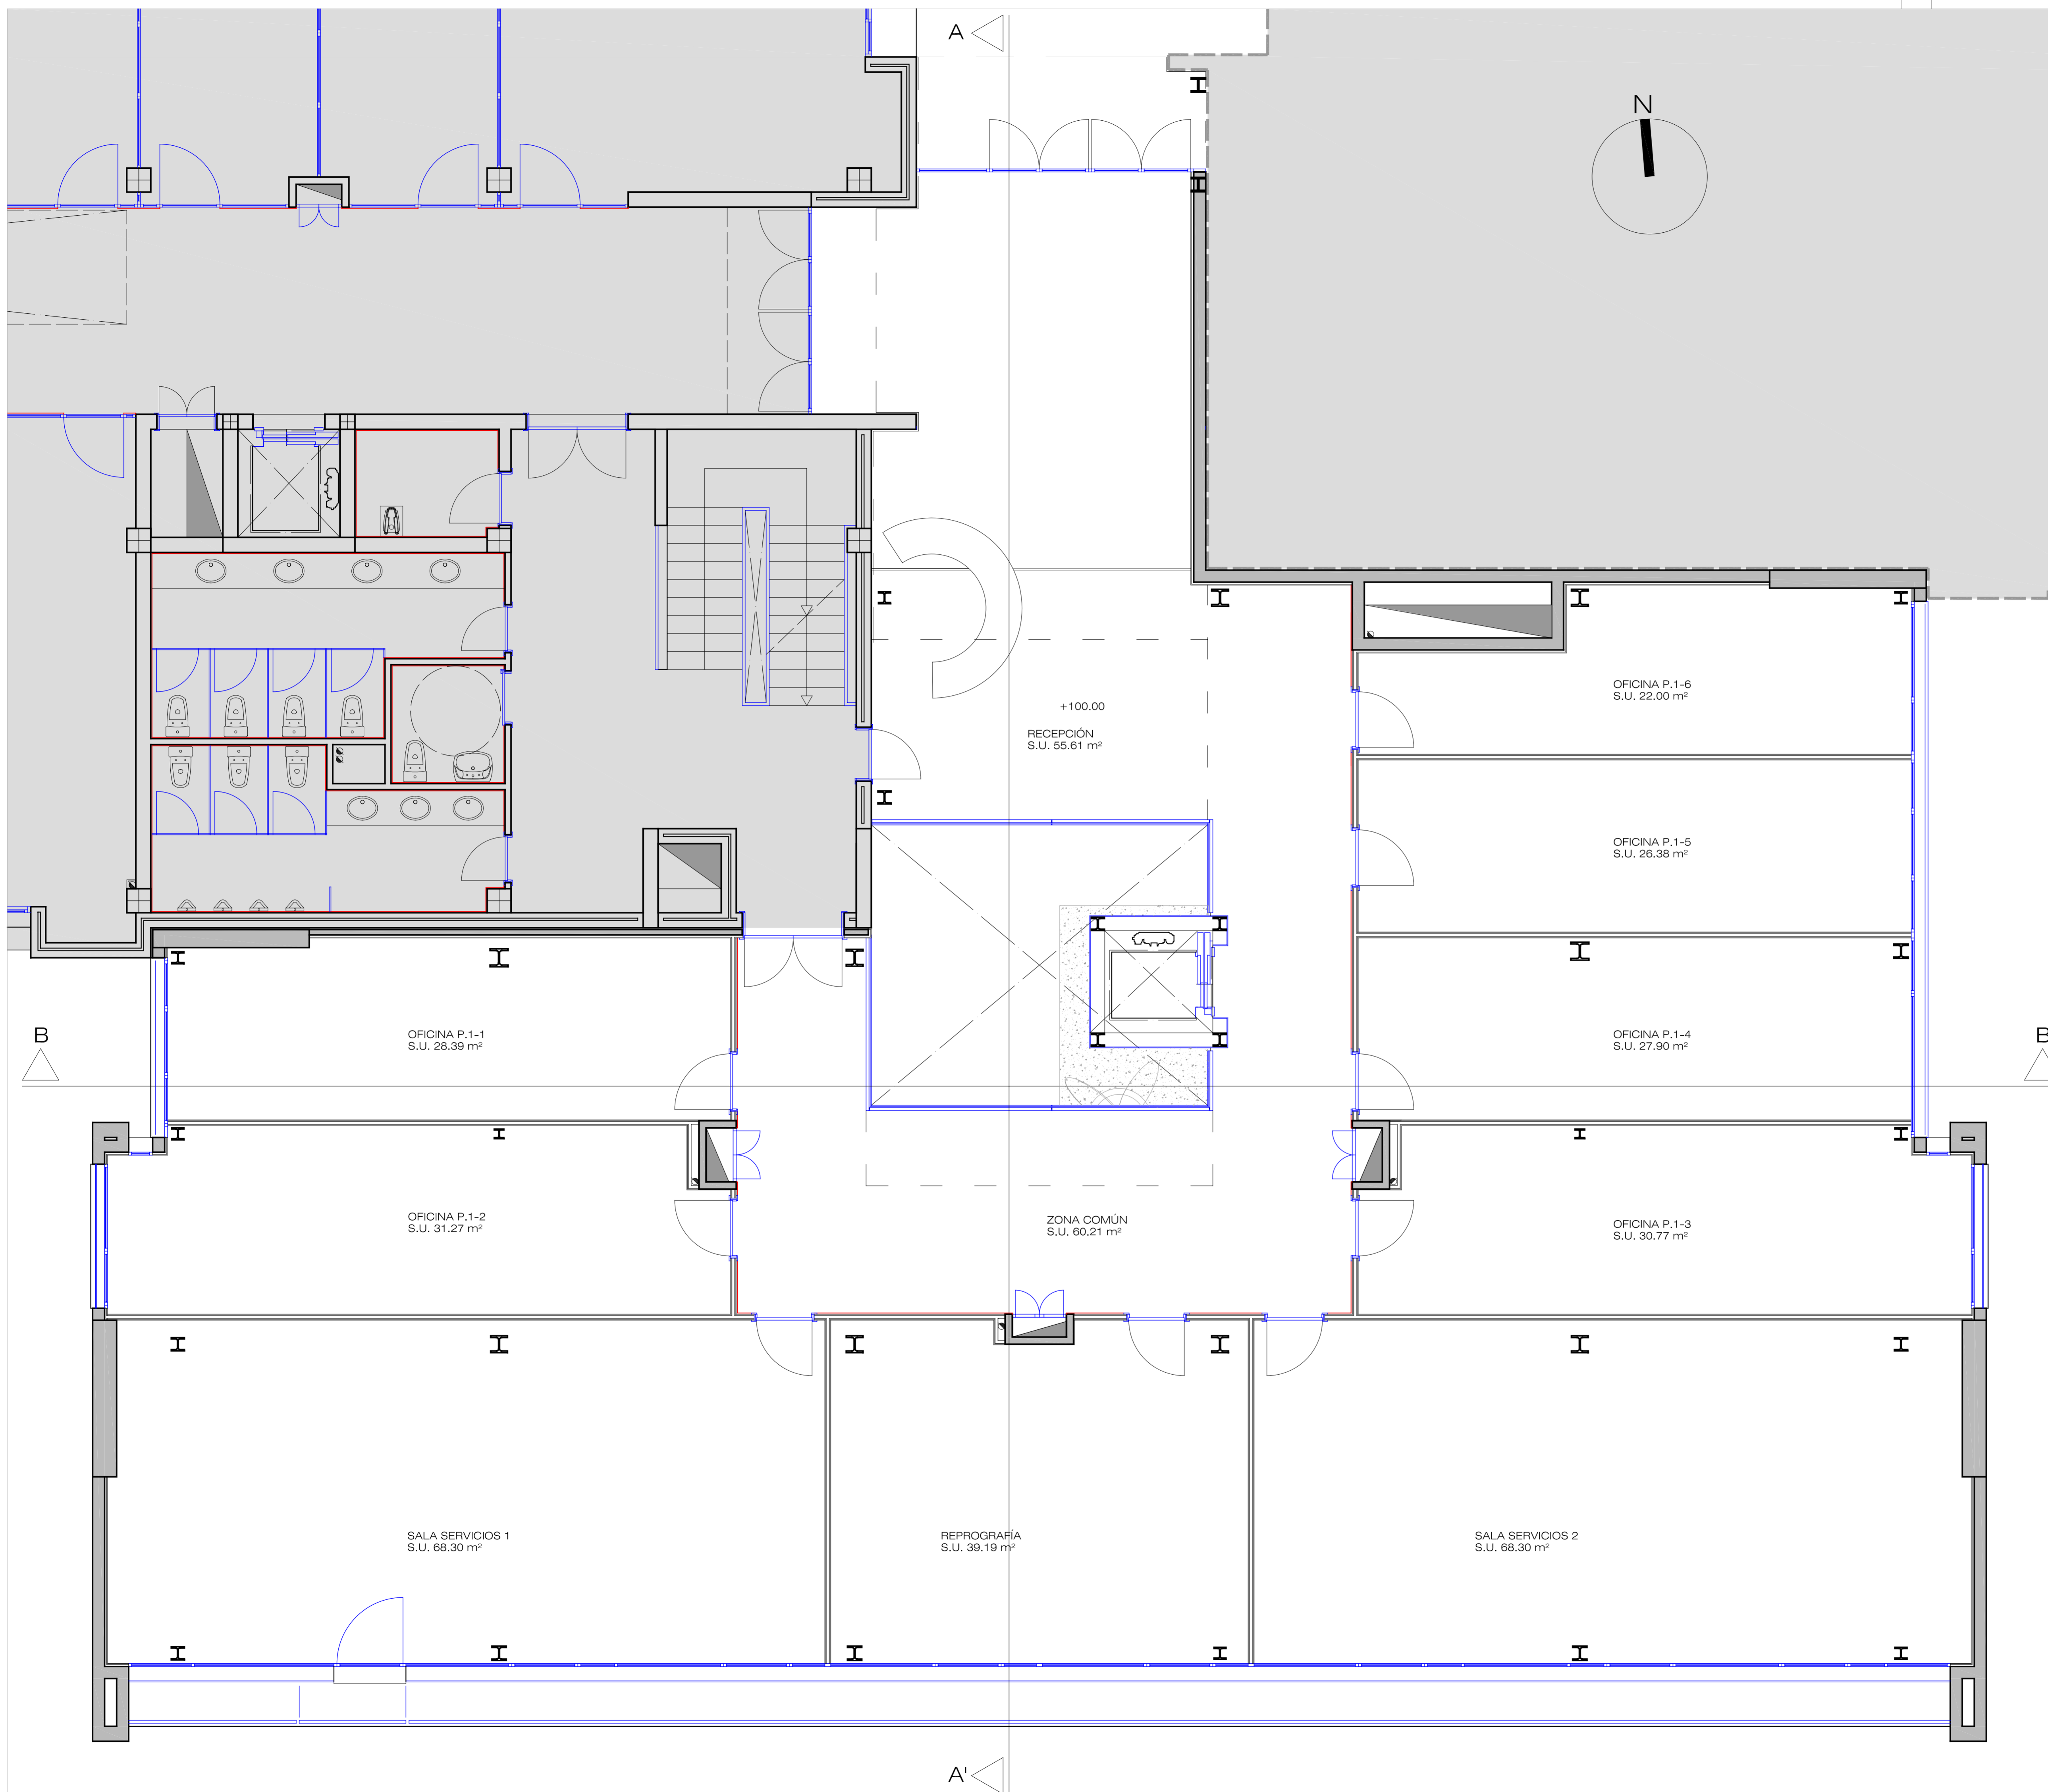 A
N
OFICINA P.1-6
S.U. 22.00 m²
+100.00
RECEPCIÓN
S.U. 55.61 m²
OFICINA P.1-5
S.U. 26.38 m²
OFICINA P.1-1
S.U. 28.39 m²
OFICINA P.1-4
S.U. 27.90 m²
B
B
OFICINA P.1-2
S.U. 31.27 m²
ZONA COMÚN
S.U. 60.21 m²
OFICINA P.1-3
S.U. 30.77 m²
SALA SERVICIOS 1
S.U. 68.30 m²
REPROGRAFÍA
S.U. 39.19 m²
SALA SERVICIOS 2
S.U. 68.30 m²
A'